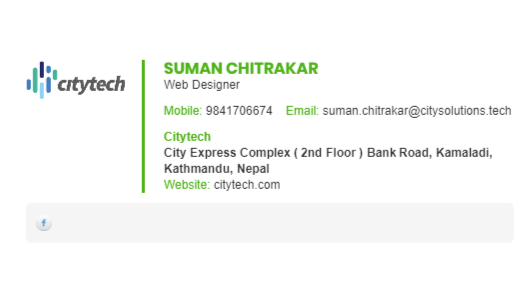 citytech
SUMAN CHITRAKAR
Web Designer
Mobile: 9841706674 Email: suman.chitrakar@citysolutions.tech
Citytech
City Express Complex ( 2nd Floor ) Bank Road, Kamaladi,
Kathmandu, Nepal
Website: citytech.com
f